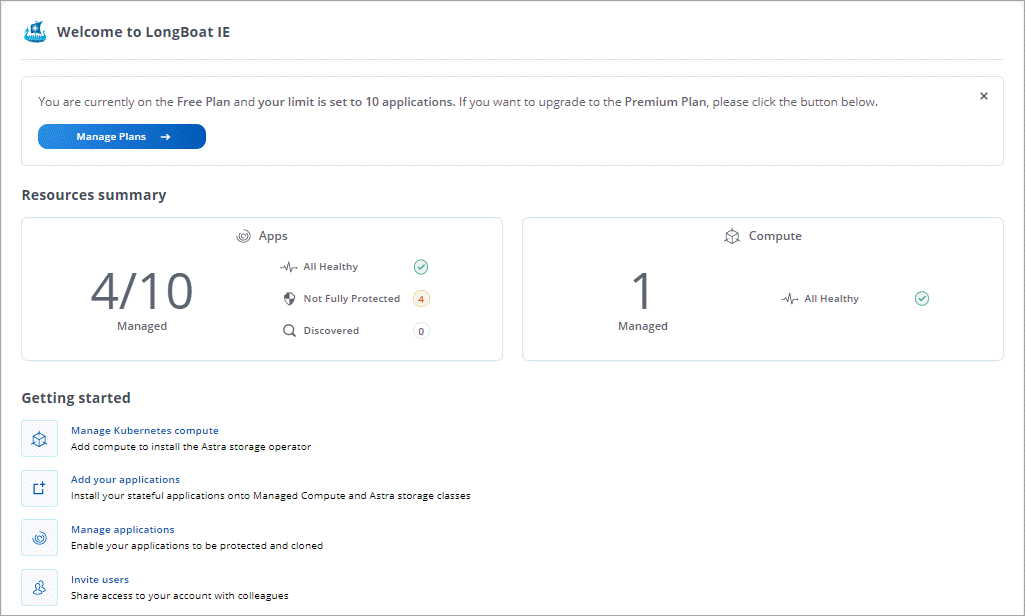 Welcome to LongBoat IE
You are currently on the Free Plan and your limit is set to 10 applications. If you want to upgrade to the Premium Plan, please click the button below.
Manage Plans →
Resources summary
Apps
4/10
Managed
All Healthy
Not Fully Protected 4
Discovered 0
Compute
1
Managed
All Healthy
Getting started
Manage Kubernetes compute
Add compute to install the Astra storage operator
Add your applications
Install your stateful applications onto Managed Compute and Astra storage classes
Manage applications
Enable your applications to be protected and cloned
Invite users
Share access to your account with colleagues